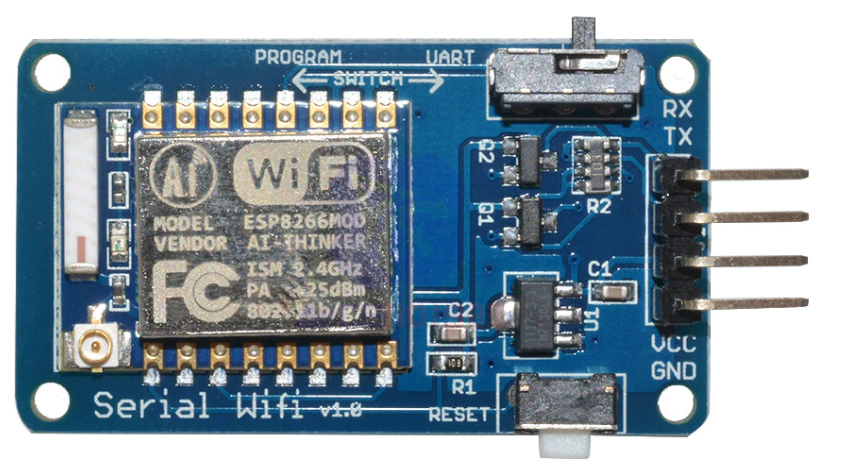 PROGRAM UART
SWITCH
RX
TX
Q2
R2
Q1
Ai WiFi
MODEL ESP8266MOD
VENDOR AI-THINKER
FC ISM 2.4GHz
PA +25dBm
802.11b/g/n
C1
C2
U1
R1
VCC
GND
RESET
Serial Wifi v1.0